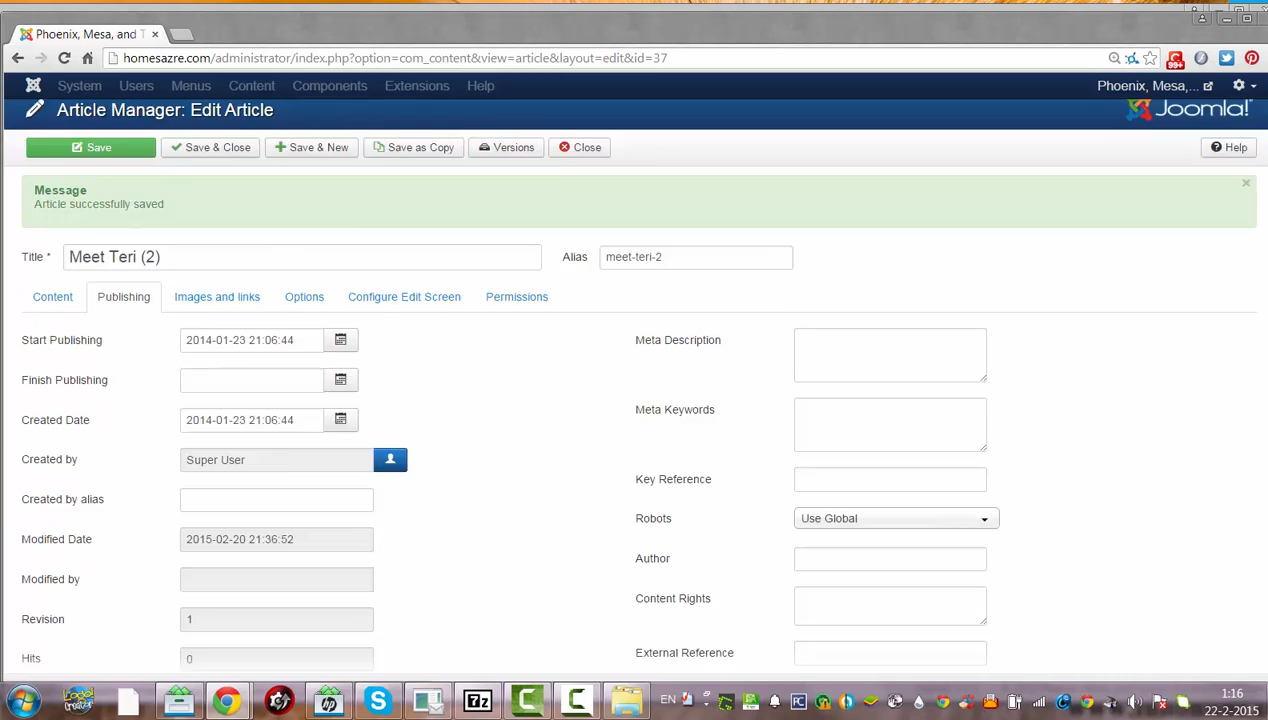 Phoenix, Mesa, and T
homesazre.com/administrator/index.php?option=com_content&view=article&layout=edit&id=37
99+
System Users Menus Content Components Extensions Help
Phoenix, Mesa,...
Article Manager: Edit Article
Joomla!
Save Save & Close Save & New Save as Copy Versions Close Help
Message
Article successfully saved
Title * Meet Teri (2) Alias meet-teri-2
Content Publishing Images and links Options Configure Edit Screen Permissions
Start Publishing 2014-01-23 21:06:44 Meta Description
Finish Publishing
Created Date 2014-01-23 21:06:44 Meta Keywords
Created by Super User
Key Reference
Created by alias
Robots Use Global
Modified Date 2015-02-20 21:36:52
Author
Modified by
Content Rights
Revision 1
Hits 0
External Reference
EN
1:16
22-2-2015